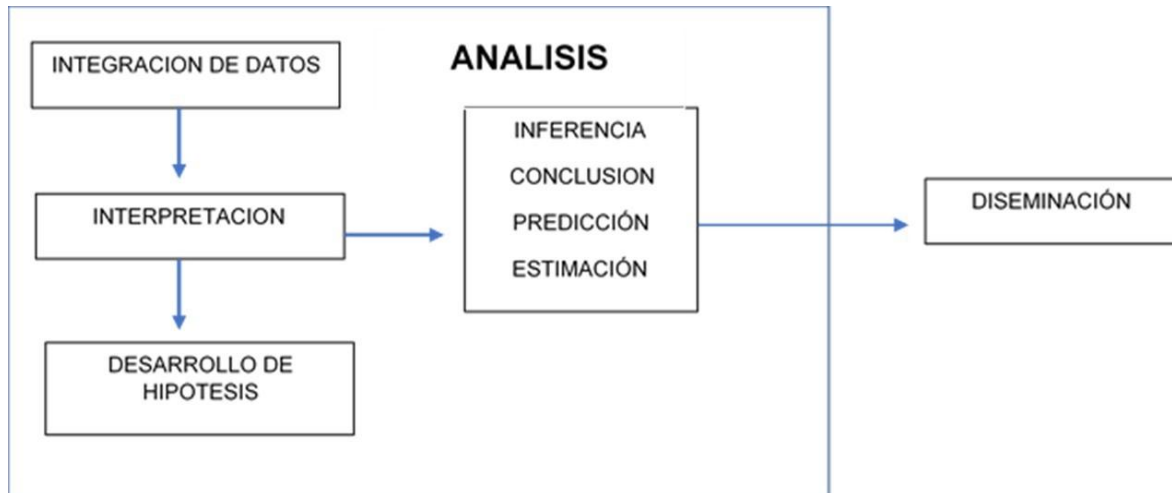 ANALISIS
INTEGRACION DE DATOS
INTERPRETACION
DESARROLLO DE
HIPOTESIS
INFERENCIA
CONCLUSION
PREDICCIÓN
ESTIMACIÓN
DISEMINACIÓN